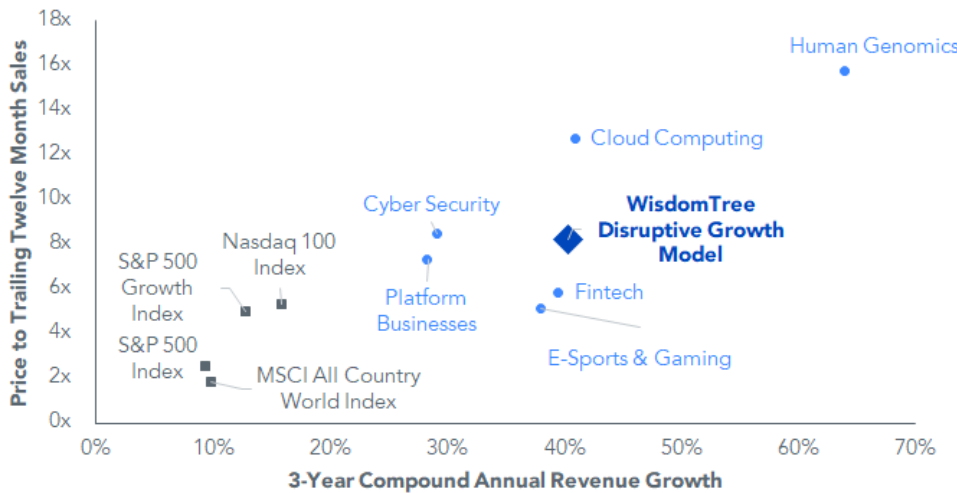 Price to Trailing Twelve Month Sales
18x
16x
14x
12x
10x
8x
6x
4x
2x
0x
Human Genomics
Cloud Computing
Cyber Security
WisdomTree
Disruptive Growth
Model
Nasdaq 100
Index
S&P 500
Growth
Index
Platform
Businesses
Fintech
S&P 500
Index
E-Sports & Gaming
MSCI All Country
World Index
0%
10%
20%
30%
40%
50%
60%
70%
3-Year Compound Annual Revenue Growth